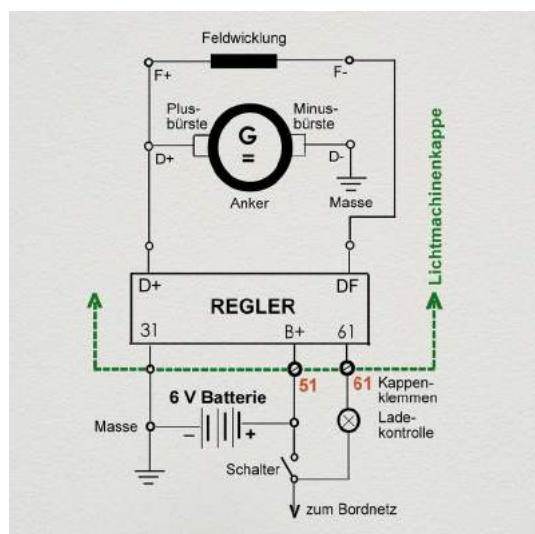 Feldwicklung
F+
F-
Plus-
bürste
Minus-
bürste
G
=
D+
D-
Anker
Masse
Lichtmachinenkappe
D+
DF
REGLER
31
B+
61
51
61 Kappen-
klemmen
6 V Batterie
Lade-
kontrolle
Masse
– +
Schalter
zum Bordnetz